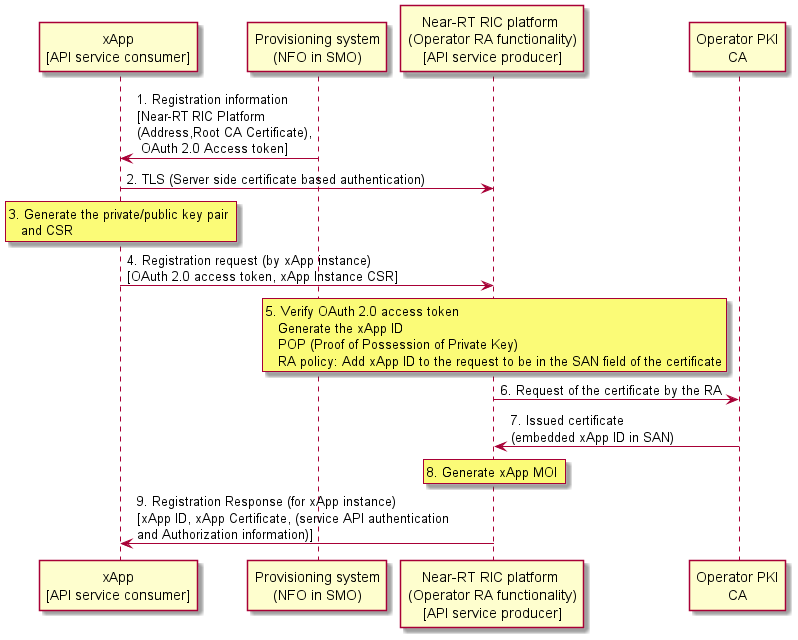 xApp
[API service consumer]
Provisioning system
(NFO in SMO)
Near-RT RIC platform
(Operator RA functionality)
[API service producer]
Operator PKI
CA
1. Registration information
[Near-RT RIC Platform
(Address,Root CA Certificate),
OAuth 2.0 Access token]
2. TLS (Server side certificate based authentication)
3. Generate the private/public key pair
and CSR
4. Registration request (by xApp instance)
[OAuth 2.0 access token, xApp Instance CSR]
5. Verify OAuth 2.0 access token
Generate the xApp ID
POP (Proof of Possession of Private Key)
RA policy: Add xApp ID to the request to be in the SAN field of the certificate
6. Request of the certificate by the RA
7. Issued certificate
(embedded xApp ID in SAN)
8. Generate xApp MOI
9. Registration Response (for xApp instance)
[xApp ID, xApp Certificate, (service API authentication
and Authorization information)]
xApp
[API service consumer]
Provisioning system
(NFO in SMO)
Near-RT RIC platform
(Operator RA functionality)
[API service producer]
Operator PKI
CA